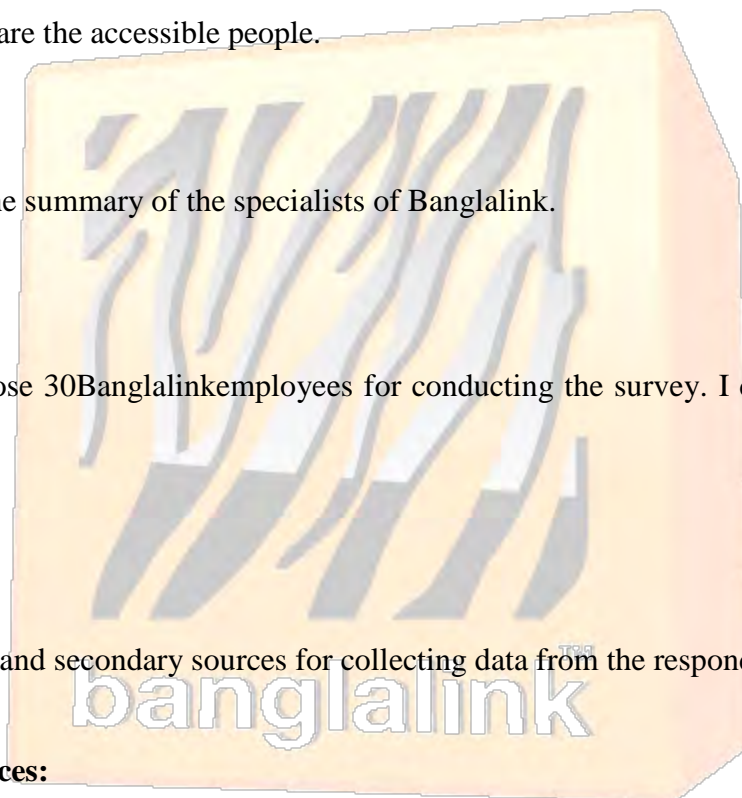 are the accessible people.
e summary of the specialists of Banglalink.
ose 30Banglalinkemployees for conducting the survey. I
and secondary sources for collecting data from the respon
TM
banglalink
ces: